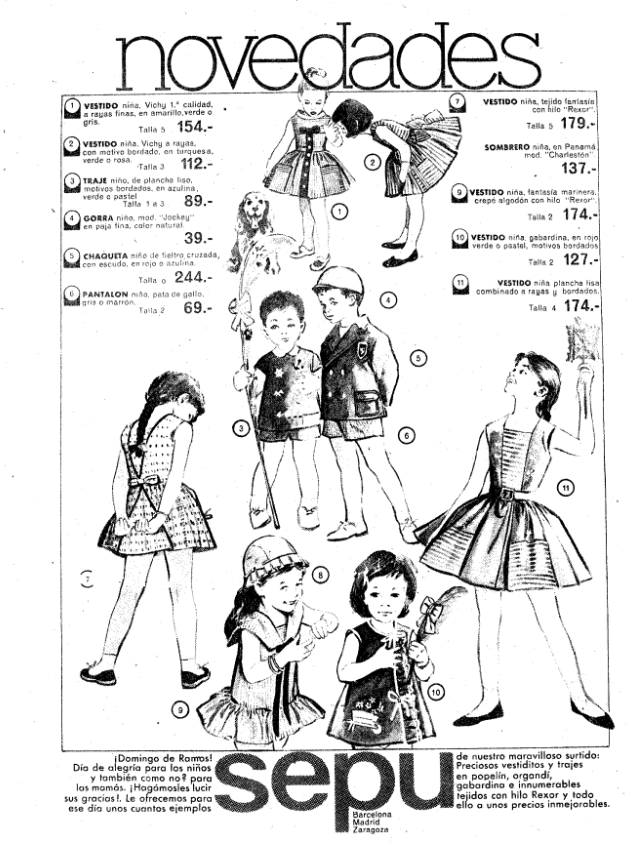 novedades
1 VESTIDO niña, Vichy 1.ª calidad,
a rayas finas, en amarillo, verde o
gris.
Talla 5 154.-
2 VESTIDO niña, Vichy a rayas,
con motivo bordado, en turquesa,
verde o rosa.
Talla 3 112.-
3 TRAJE niño, de plancha liso,
motivos bordados, en azulina,
verde o pastel
Talla 1 a 3 89.-
4 GORRA niño, mod. "Jockey"
en paja fina, color natural
39.-
5 CHAQUETA niño de fieltro, cruzada,
con escudo, en rojo o azulina.
Talla 0 244.-
6 PANTALON niño, pata de gallo,
gris o marrón.
Talla 2 69.-
7 VESTIDO niña, tejido fantasía
con hilo "Rexor".
Talla 5 179.-
SOMBRERO niña, en Panamá
mod. "Charlestón".
137.-
9 VESTIDO niña, fantasía marinera,
crepé algodón con hilo "Rexor".
Talla 2 174.-
10 VESTIDO niña, gabardina, en rojo
verde o pastel, motivos bordados
Talla 2 127.-
11 VESTIDO niña plancha lisa
combinado a rayas y bordados.
Talla 4 174.-
1
2
3
4
5
6
7
8
9
10
11
¡Domingo de Ramos!
Día de alegría para los niños
y también como no? para
las mamás. ¡Hagámosles lucir
sus gracias!. Le ofrecemos para
ese día unos cuantos ejemplos
sepu
Barcelona
Madrid
Zaragoza
de nuestro maravilloso surtido:
Preciosos vestiditos y trajes
en popelín, organdí,
gabardina e innumerables
tejidos con hilo Rexor y todo
ello a unos precios inmejorables.